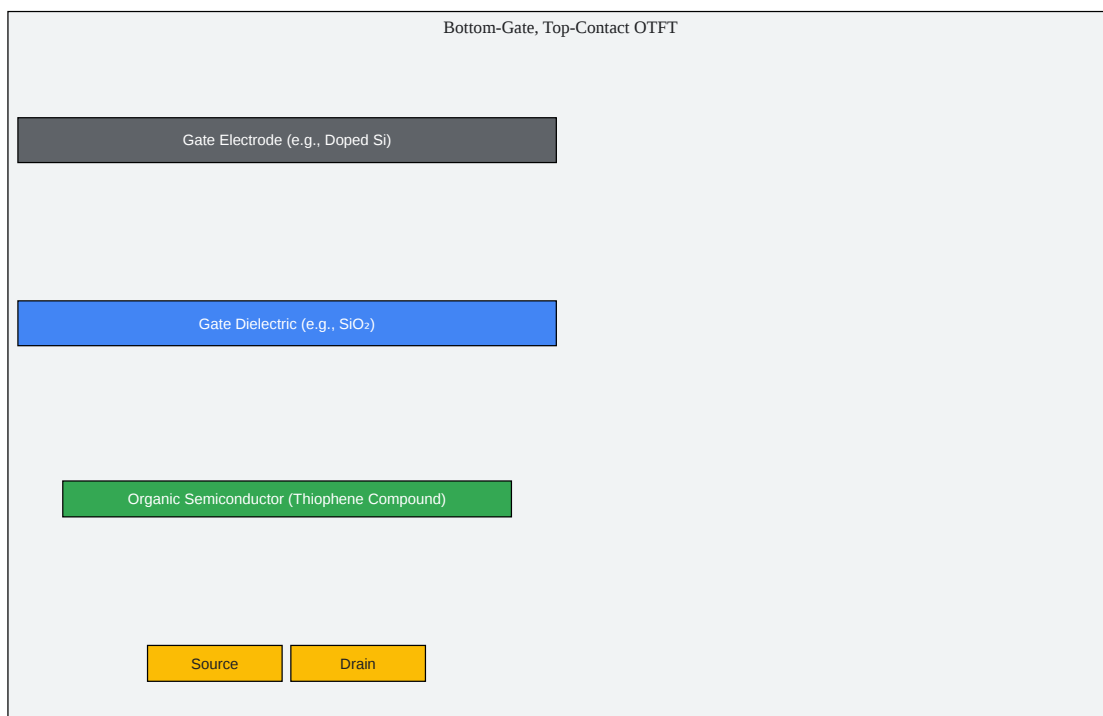 Bottom-Gate, Top-Contact OTFT
Gate Electrode (e.g., Doped Si)
Gate Dielectric (e.g., SiO₂)
Organic Semiconductor (Thiophene Compound)
Source
Drain